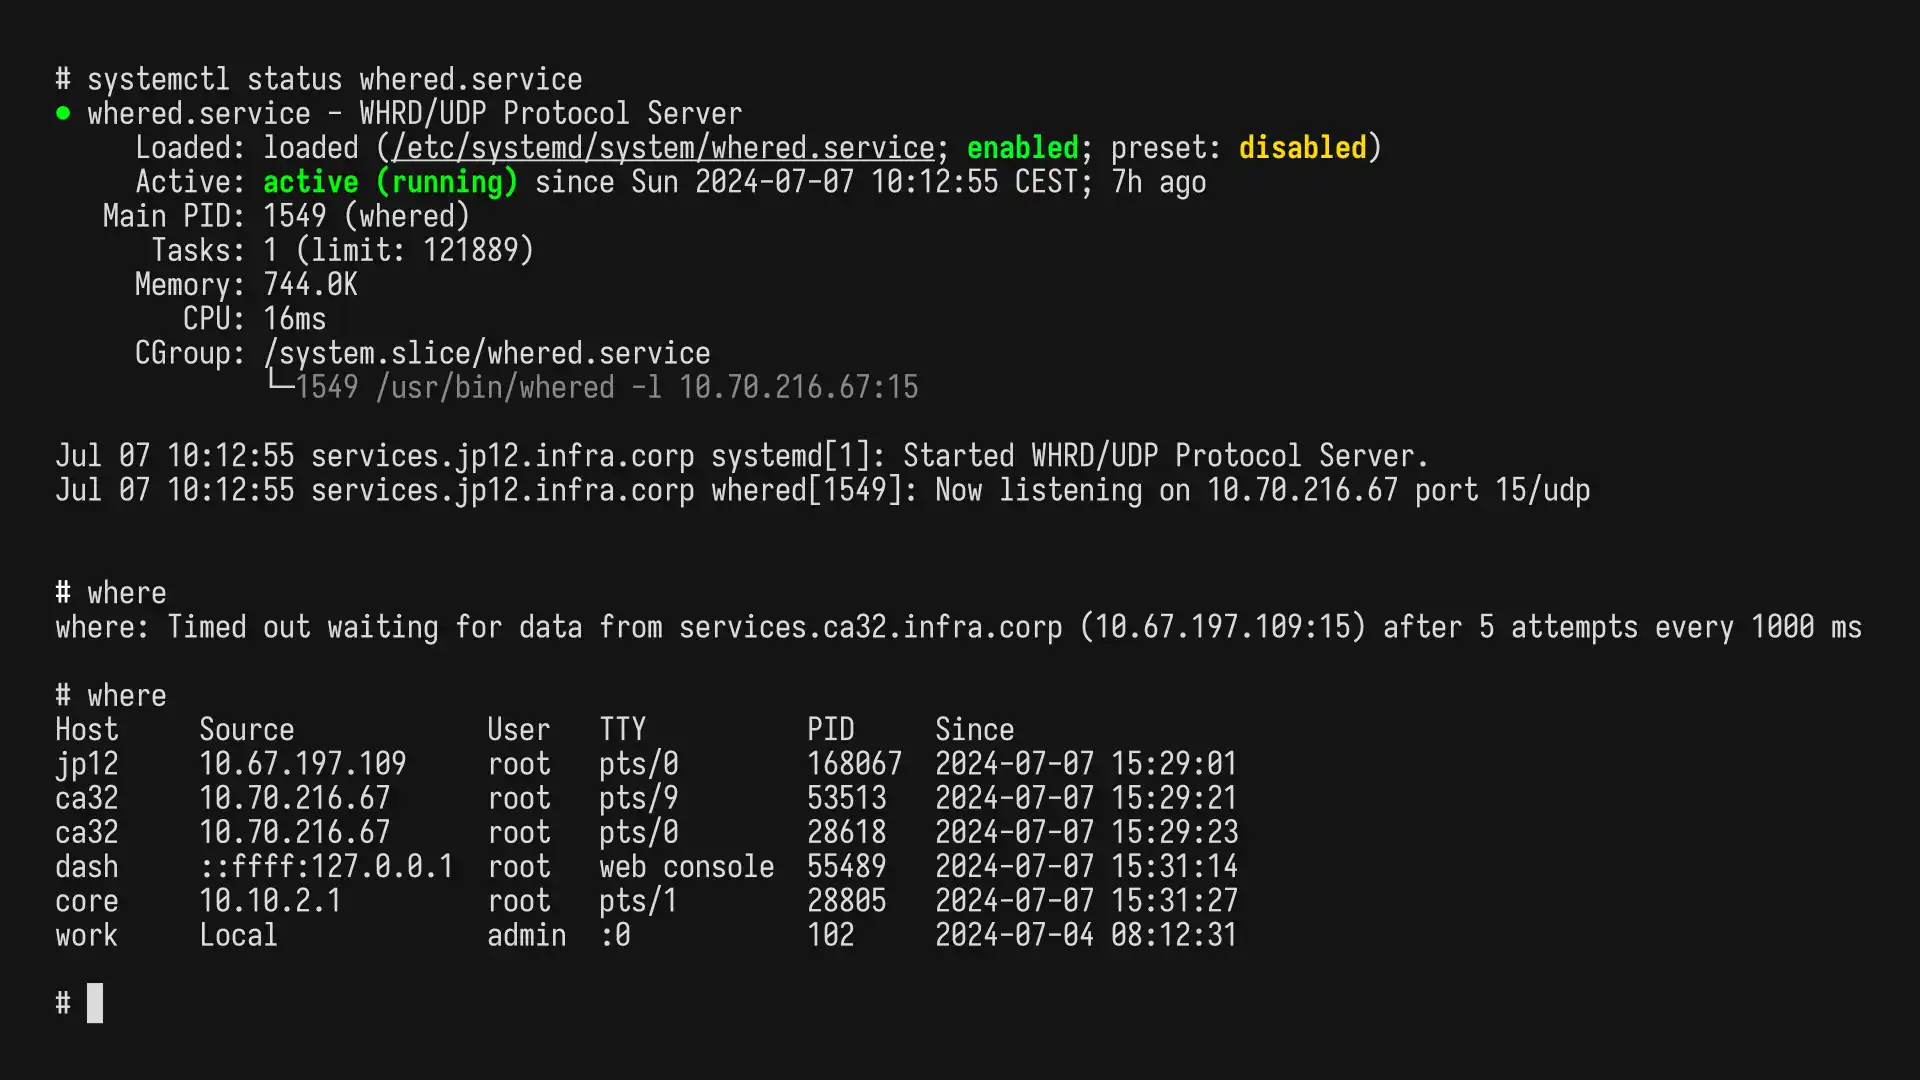 # systemctl status whered.service
● whered.service - WHRD/UDP Protocol Server
     Loaded: loaded (/etc/systemd/system/whered.service; enabled; preset: disabled)
     Active: active (running) since Sun 2024-07-07 10:12:55 CEST; 7h ago
   Main PID: 1549 (whered)
      Tasks: 1 (limit: 121889)
     Memory: 744.0K
        CPU: 16ms
     CGroup: /system.slice/whered.service
             └─1549 /usr/bin/whered -l 10.70.216.67:15
Jul 07 10:12:55 services.jp12.infra.corp systemd[1]: Started WHRD/UDP Protocol Server.
Jul 07 10:12:55 services.jp12.infra.corp whered[1549]: Now listening on 10.70.216.67 port 15/udp
# where
where: Timed out waiting for data from services.ca32.infra.corp (10.67.197.109:15) after 5 attempts every 1000 ms
# where
Host     Source            User   TTY          PID     Since
jp12     10.67.197.109     root   pts/0        168067  2024-07-07 15:29:01
ca32     10.70.216.67      root   pts/9        53513   2024-07-07 15:29:21
ca32     10.70.216.67      root   pts/0        28618   2024-07-07 15:29:23
dash     ::ffff:127.0.0.1  root   web console  55489   2024-07-07 15:31:14
core     10.10.2.1         root   pts/1        28805   2024-07-07 15:31:27
work     Local             admin  :0           102     2024-07-04 08:12:31
#